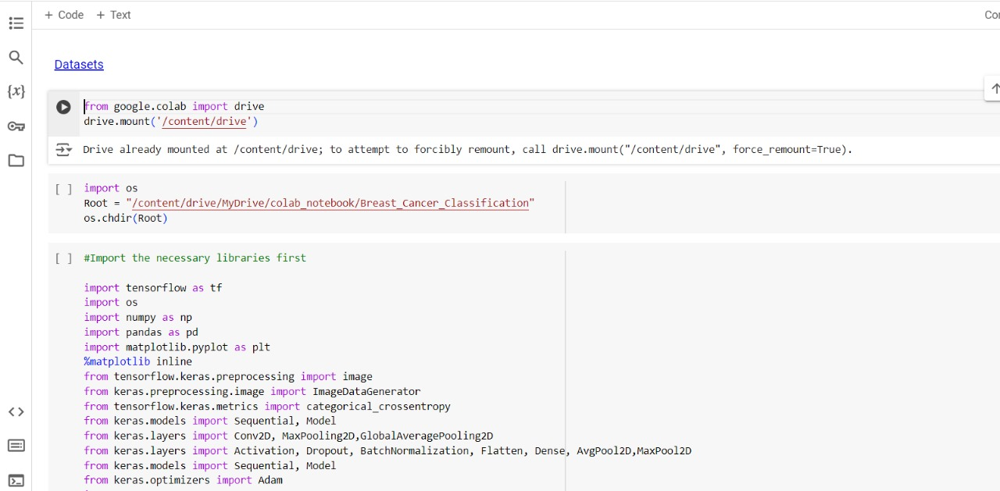 + Code + Text
Datasets
from google.colab import drive
drive.mount('/content/drive')
Drive already mounted at /content/drive; to attempt to forcibly remount, call drive.mount("/content/drive", force_remount=True).
[ ] import os
Root = "/content/drive/MyDrive/colab_notebook/Breast_Cancer_Classification"
os.chdir(Root)
[ ] #Import the necessary libraries first
import tensorflow as tf
import os
import numpy as np
import pandas as pd
import matplotlib.pyplot as plt
%matplotlib inline
from tensorflow.keras.preprocessing import image
from keras.preprocessing.image import ImageDataGenerator
from tensorflow.keras.metrics import categorical_crossentropy
from keras.models import Sequential, Model
from keras.layers import Conv2D, MaxPooling2D,GlobalAveragePooling2D
from keras.layers import Activation, Dropout, BatchNormalization, Flatten, Dense, AvgPool2D,MaxPool2D
from keras.models import Sequential, Model
from keras.optimizers import Adam